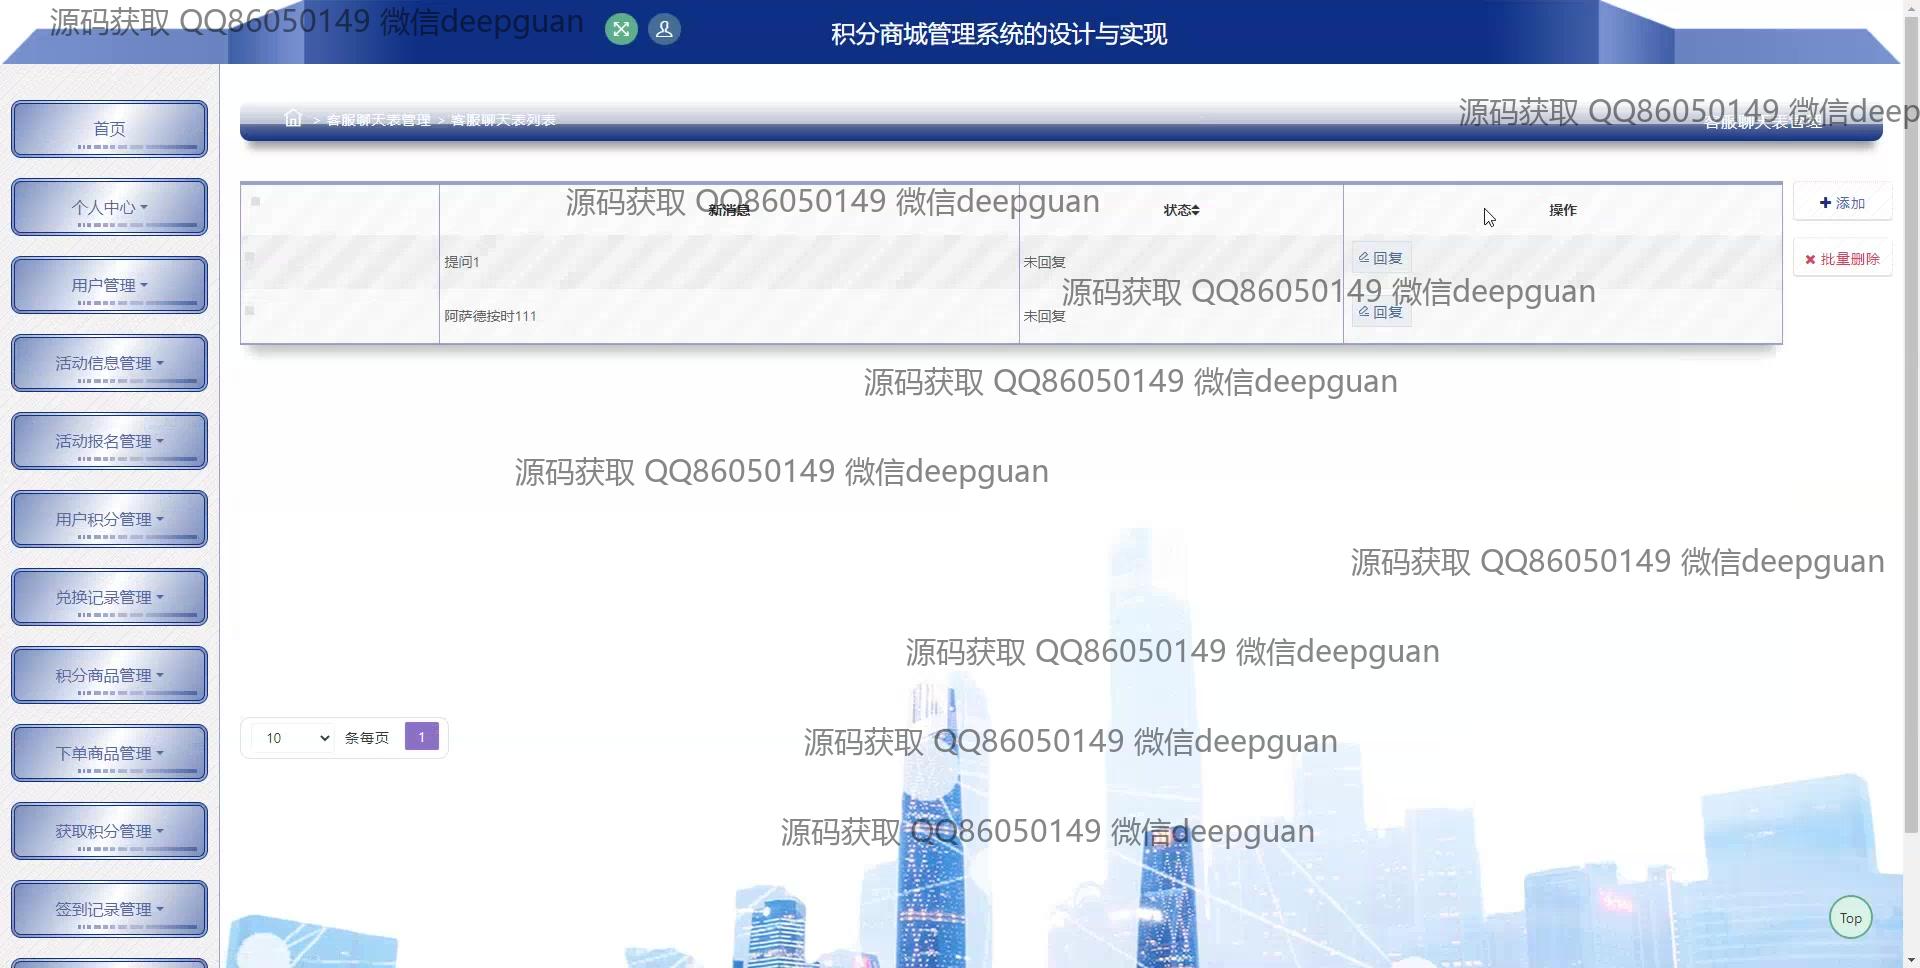 源码获取 QQ86050149 微信deepguan
积分商城管理系统的设计与实现
首页
个人中心
用户管理
活动信息管理
活动报名管理
用户积分管理
兑换记录管理
积分商品管理
下单商品管理
获取积分管理
签到记录管理
> 客服聊天表管理 > 客服聊天表列表
源码获取 QQ86050149 微信deep
客服聊天表管理
源码获取 QQ86050149 微信deepguan
新消息 状态 操作
添加
提问1 未回复 回复
批量删除
源码获取 QQ86050149 微信deepguan
阿萨德按时111 未回复 回复
源码获取 QQ86050149 微信deepguan
源码获取 QQ86050149 微信deepguan
源码获取 QQ86050149 微信deepguan
源码获取 QQ86050149 微信deepguan
10 条每页 1
源码获取 QQ86050149 微信deepguan
源码获取 QQ86050149 微信deepguan
Top